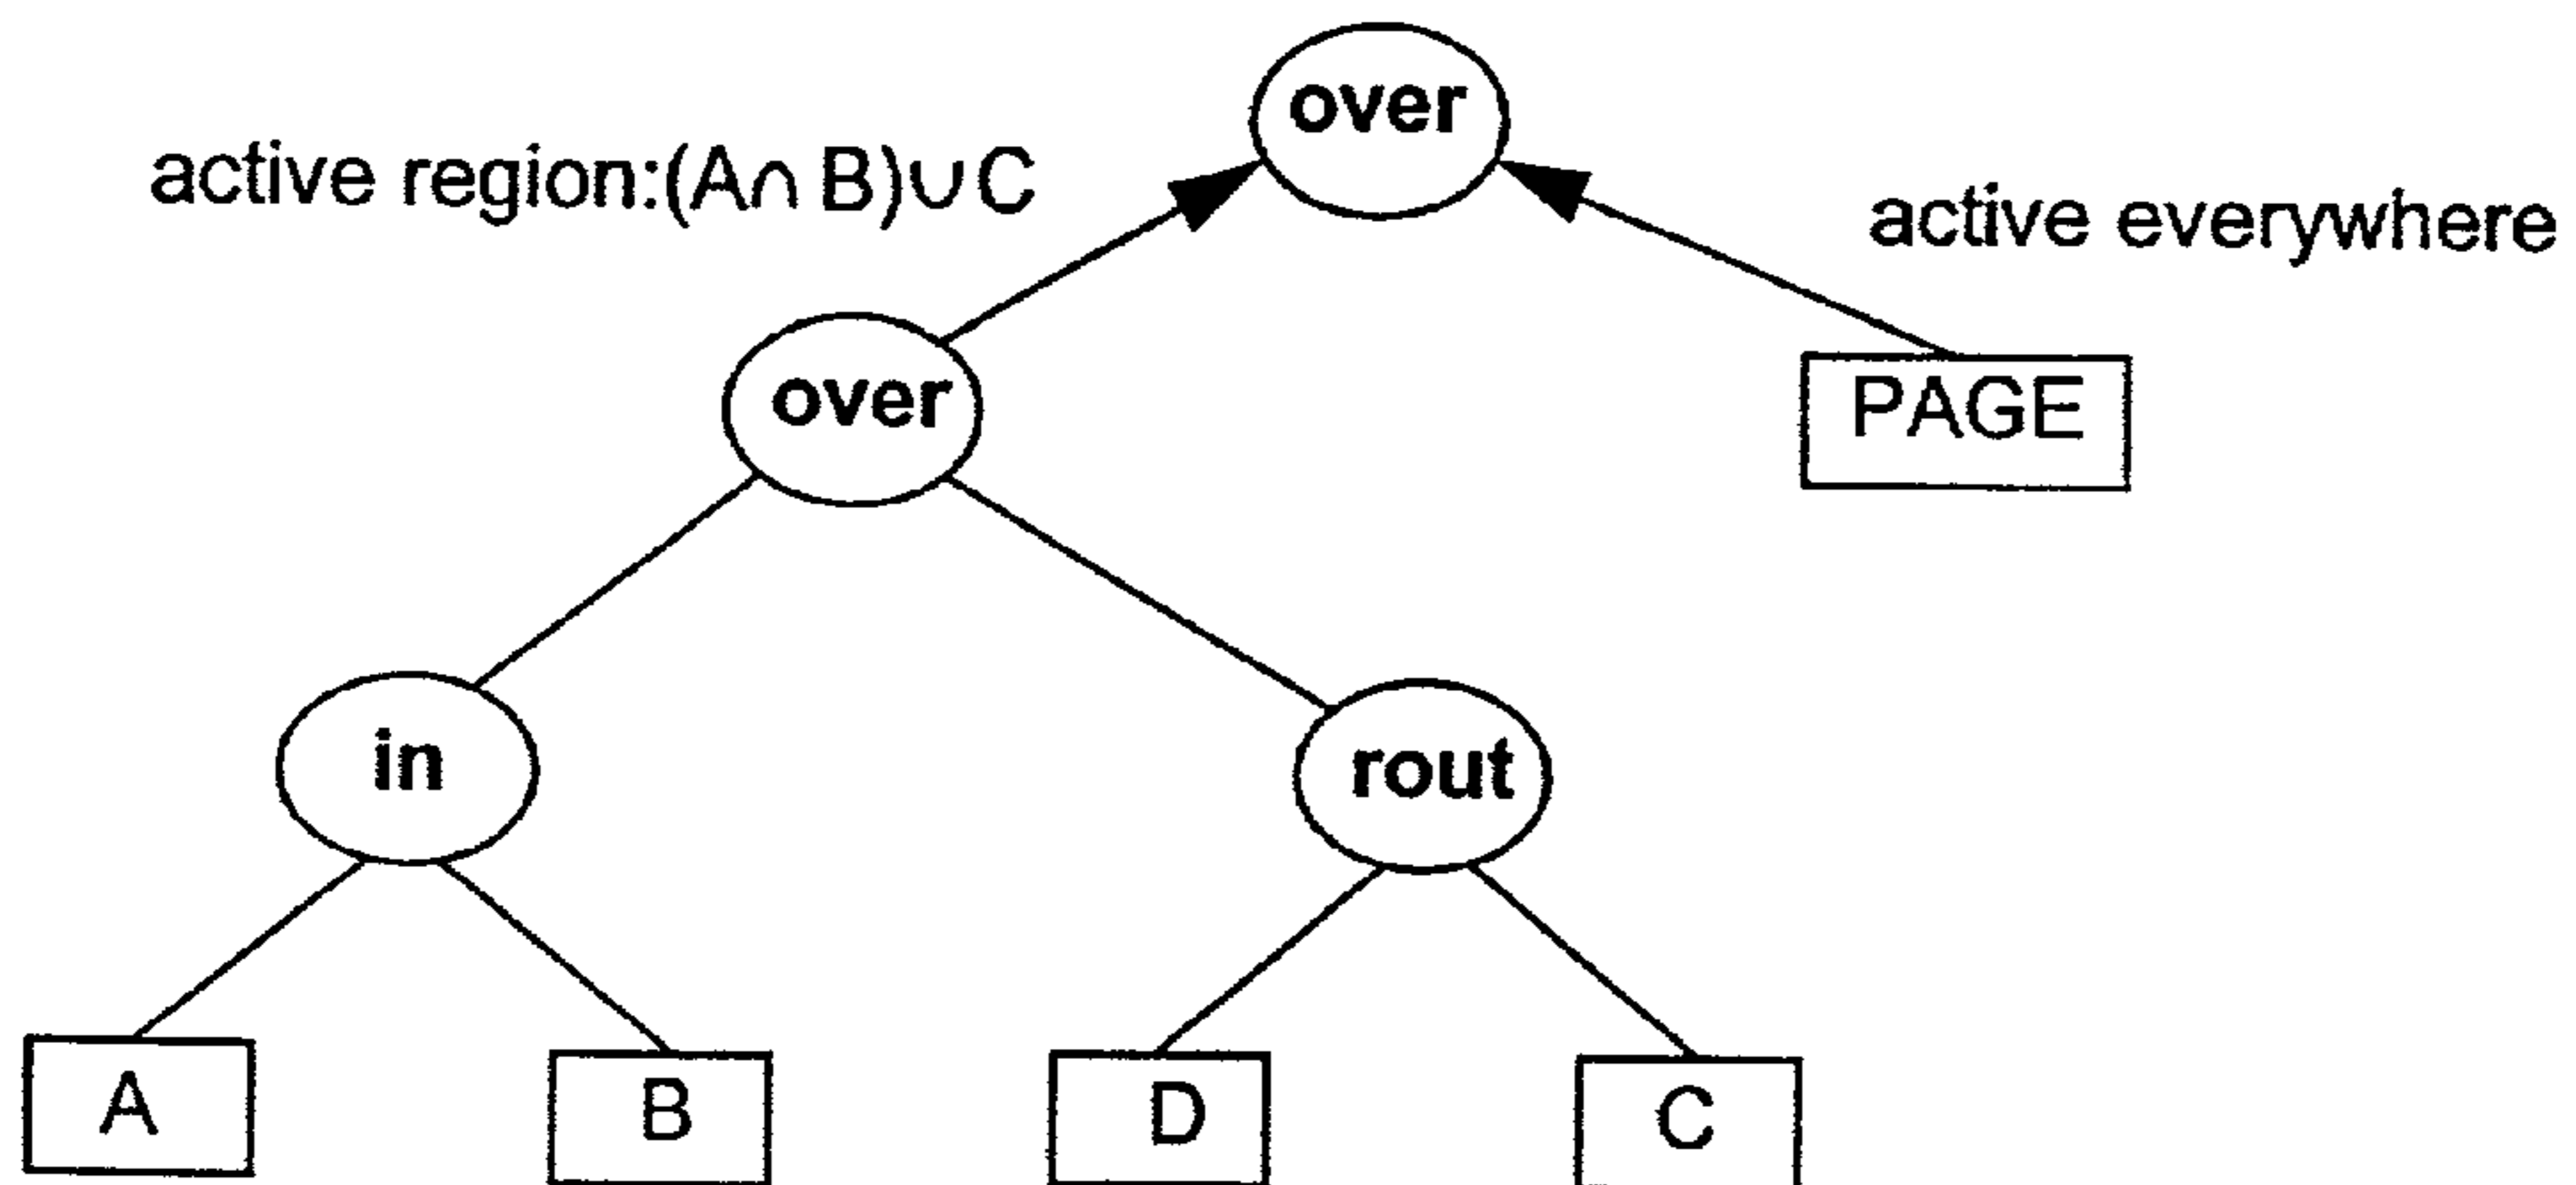 over
active region:(A∩ B)∪C
active everywhere
over
PAGE
in
rout
A
B
D
C